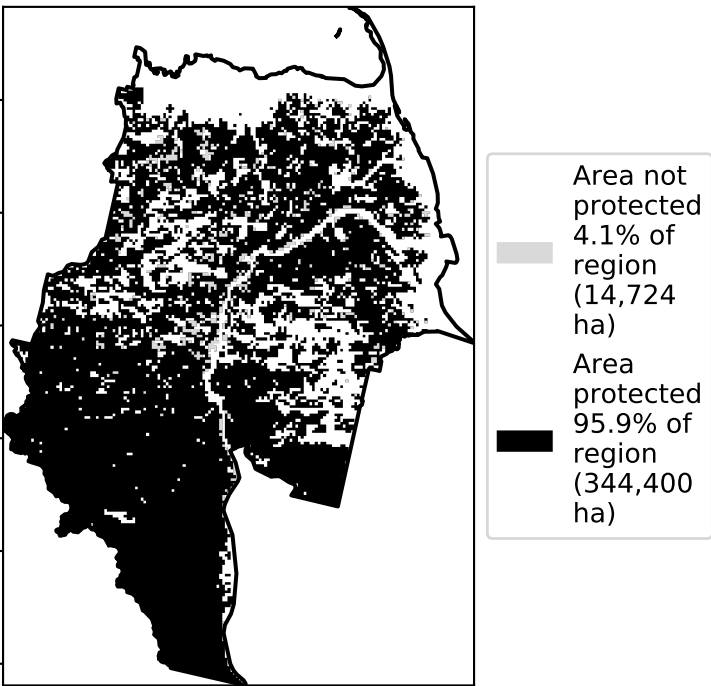 Area not
protected
4.1% of
region
(14,724
ha)
Area
protected
95.9% of
region
(344,400
ha)